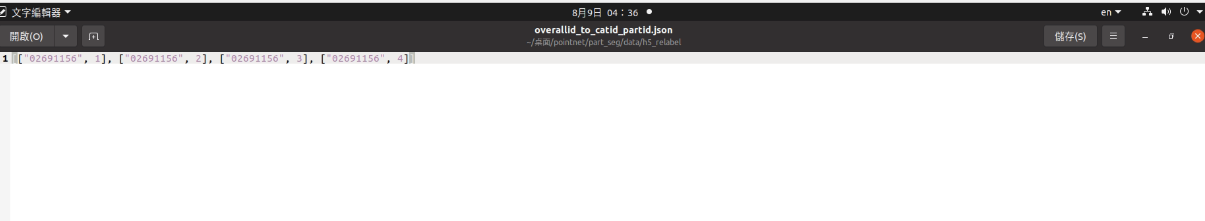 文字編輯器
8月9日 04：36
en
開啟(O)
overallid_to_catid_partid.json
~/桌面/pointnet/part_seg/data/h5_relabel
儲存(S)
1 [["02691156", 1], ["02691156", 2], ["02691156", 3], ["02691156", 4]]